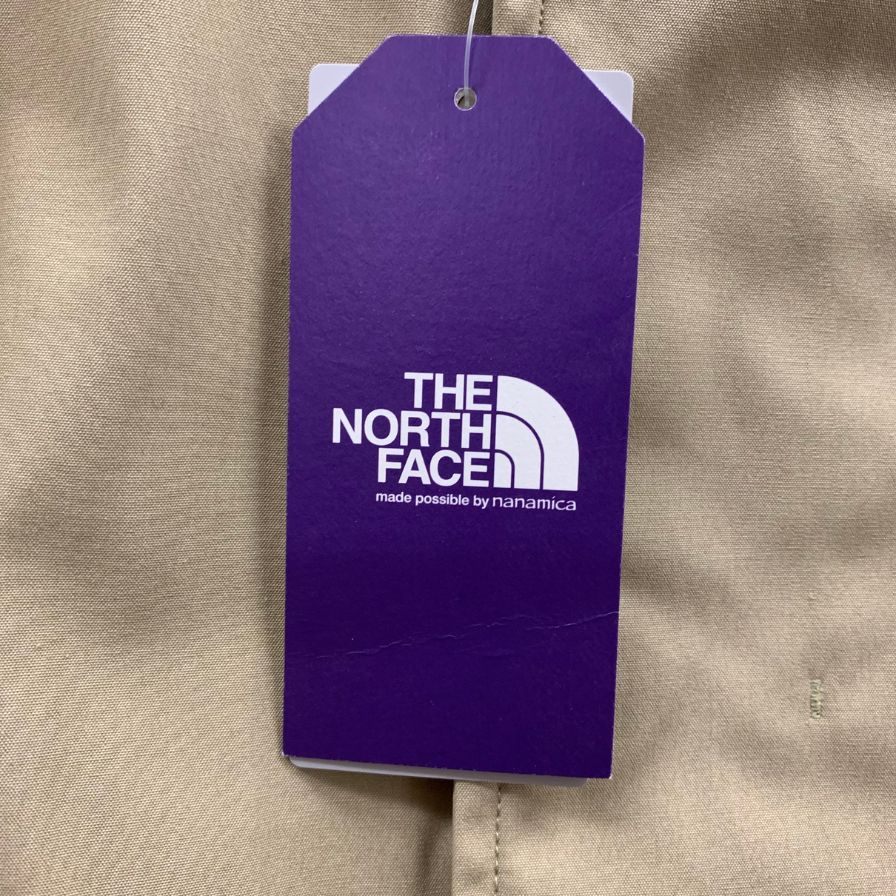 THE
NORTH
FACE
made possible by nanamica